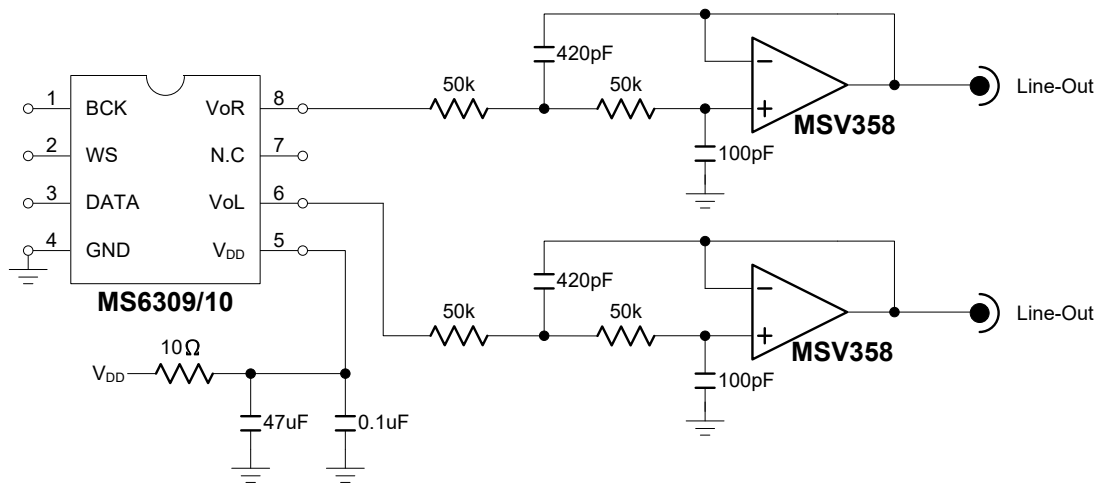 420pF
50k
50k
1 BCK VoR 8
Line-Out
MSV358
2 WS N.C 7
100pF
3 DATA VoL 6
4 GND VDD 5
420pF
MS6309/10
50k
50k
Line-Out
10Ω
MSV358
VDD
100pF
47uF
0.1uF